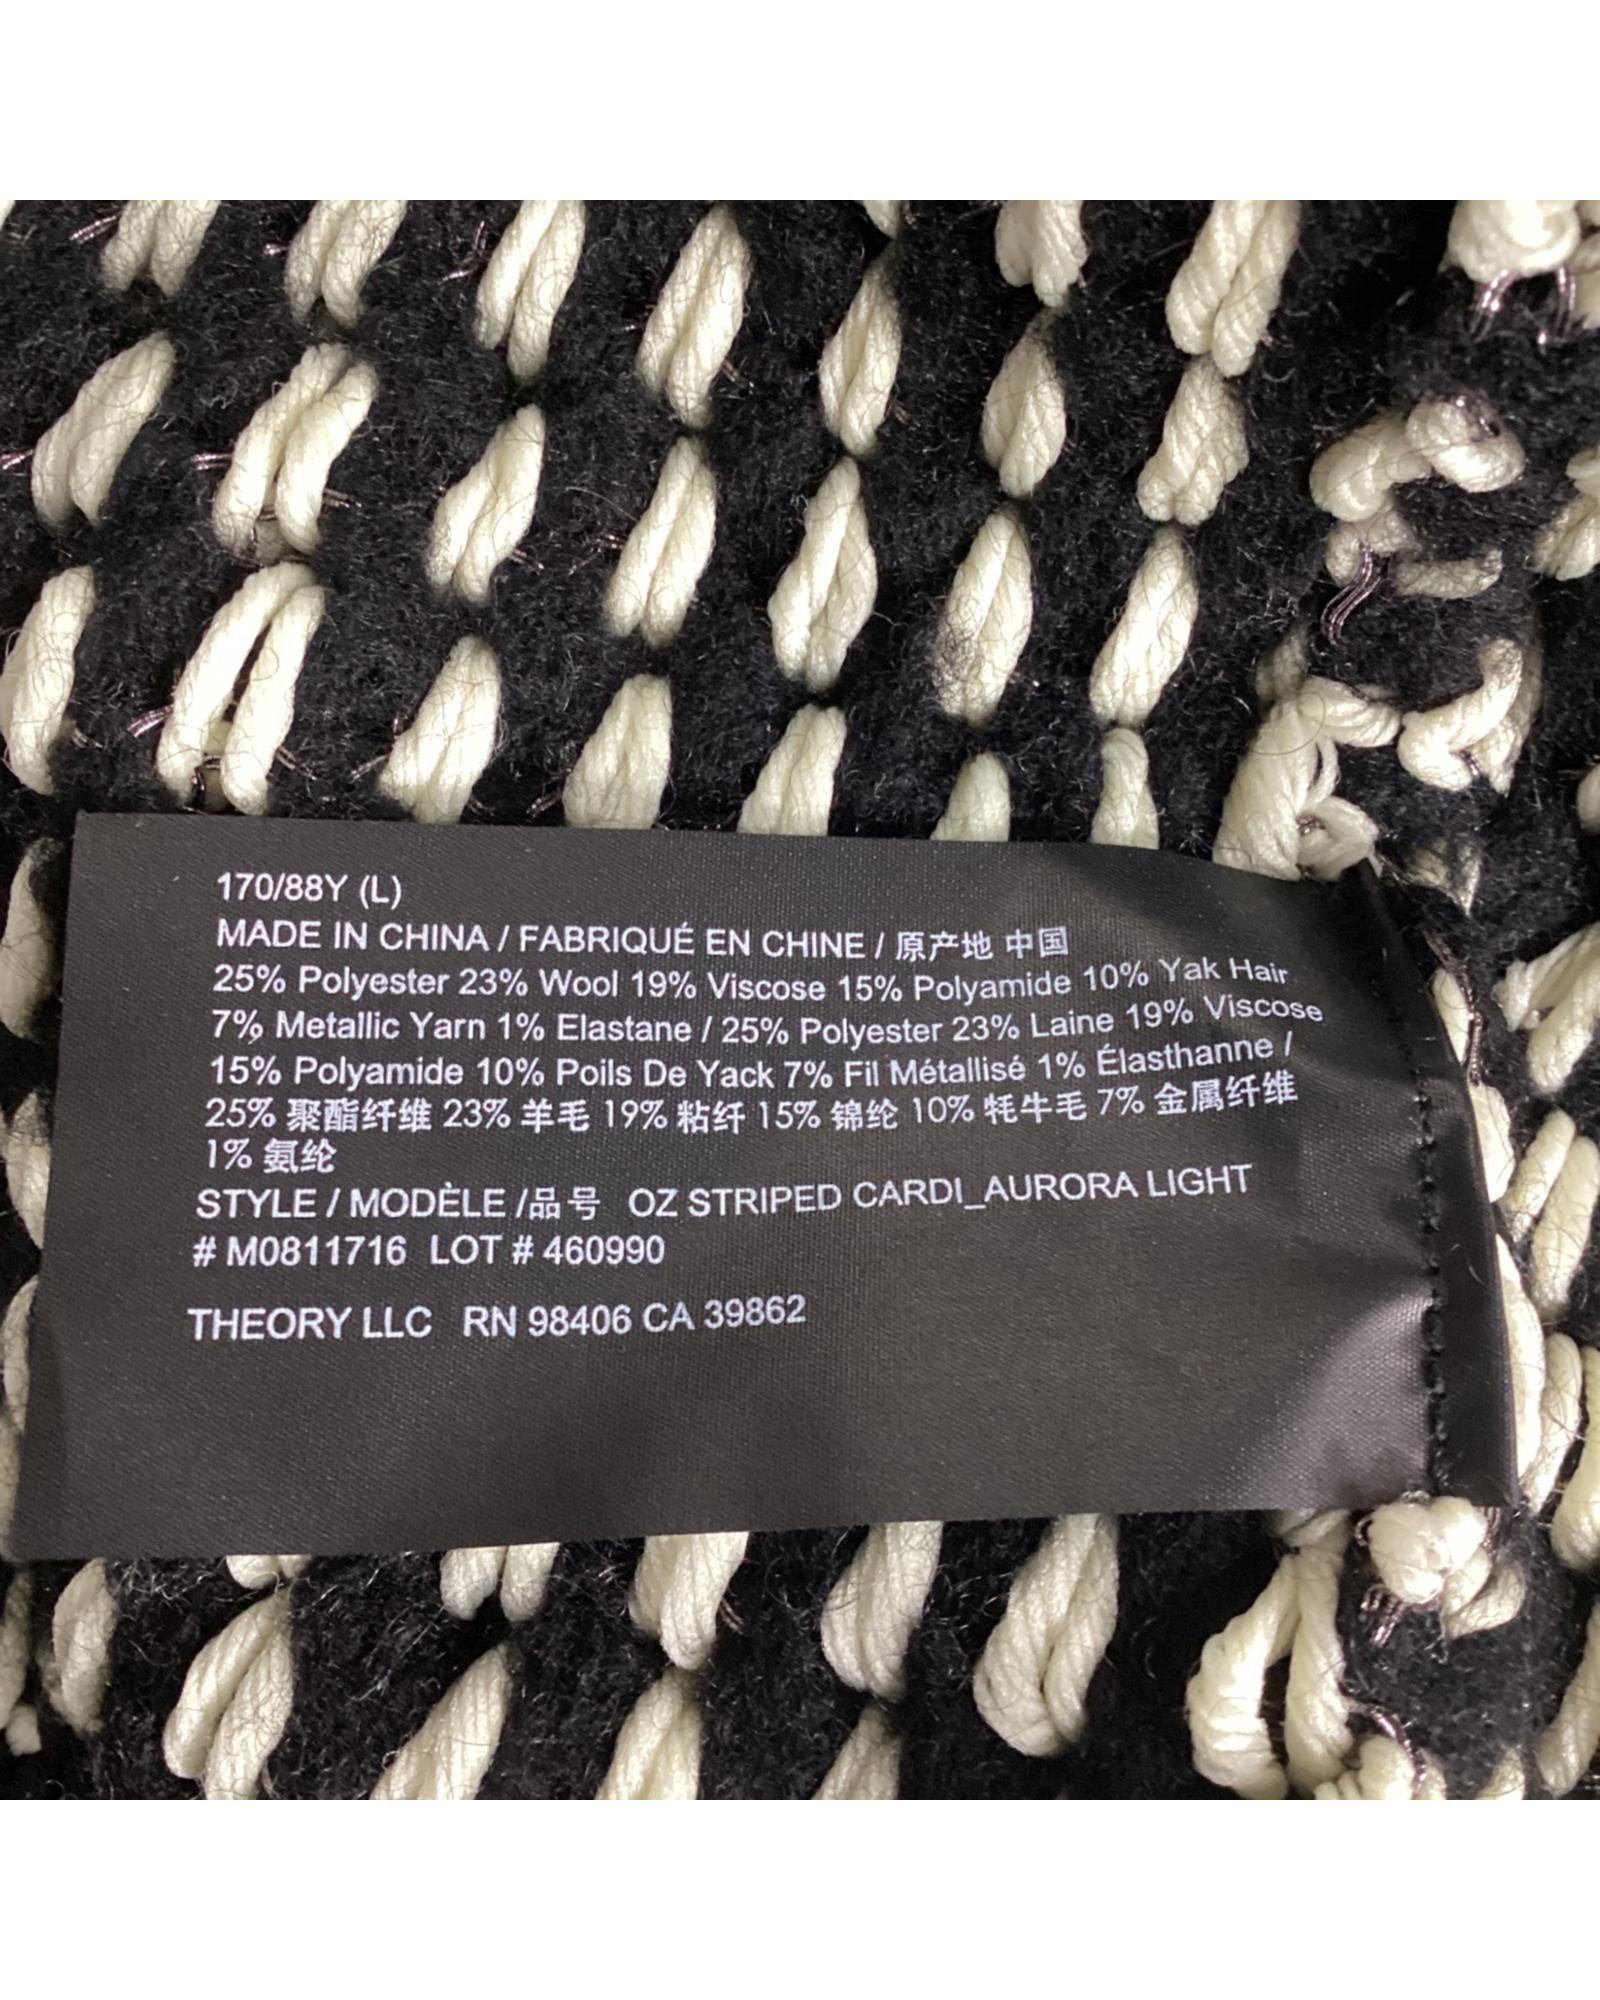 170/88Y (L)
MADE IN CHINA / FABRIQUÉ EN CHINE / 原产地 中国
25% Polyester 23% Wool 19% Viscose 15% Polyamide 10% Yak Hair
7% Metallic Yarn 1% Elastane / 25% Polyester 23% Laine 19% Viscose
15% Polyamide 10% Poils De Yack 7% Fil Métallisé 1% Élasthanne /
25% 聚酯纤维 23% 羊毛 19% 粘纤 15% 锦纶 10% 牦牛毛 7% 金属纤维
1% 氨纶
STYLE / MODÈLE /品号 OZ STRIPED CARDI_AURORA LIGHT
# M0811716 LOT # 460990
THEORY LLC RN 98406 CA 39862